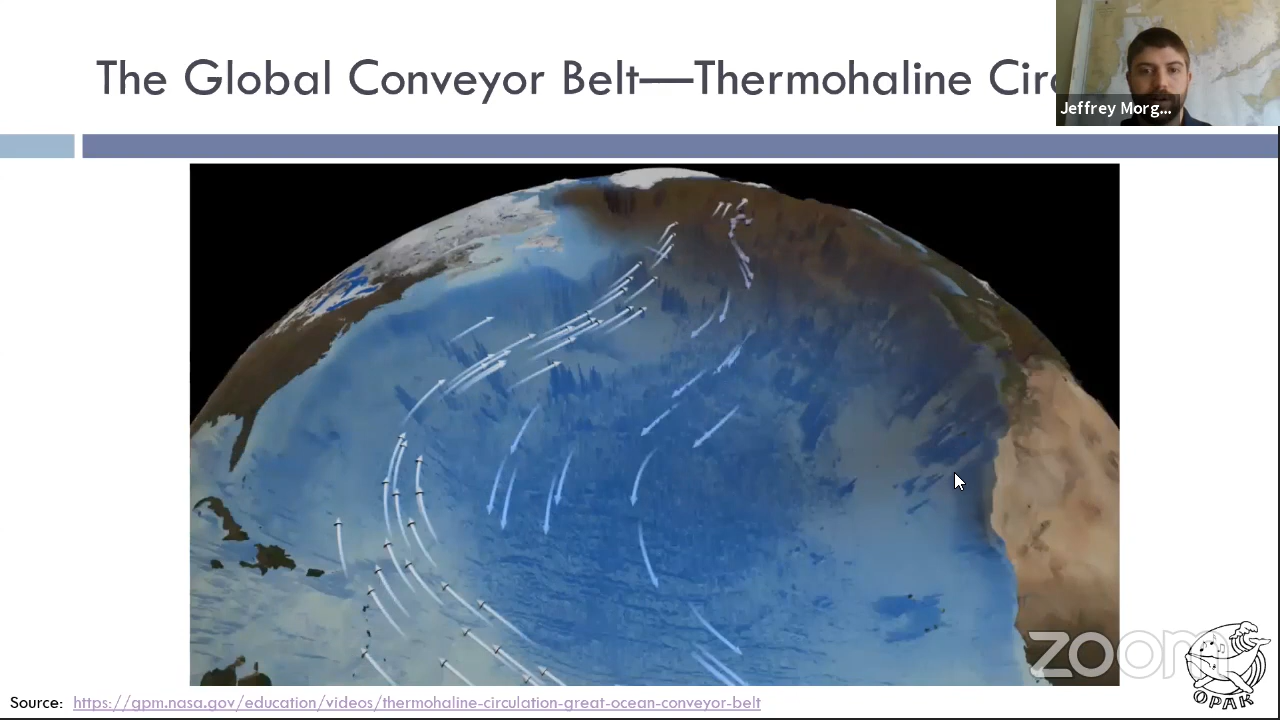 The Global Conveyor Belt—Thermohaline Circ
Jeffrey Morg...
zoom
OPAK
Source: https://gpm.nasa.gov/education/videos/thermohaline-circulation-great-ocean-conveyor-belt